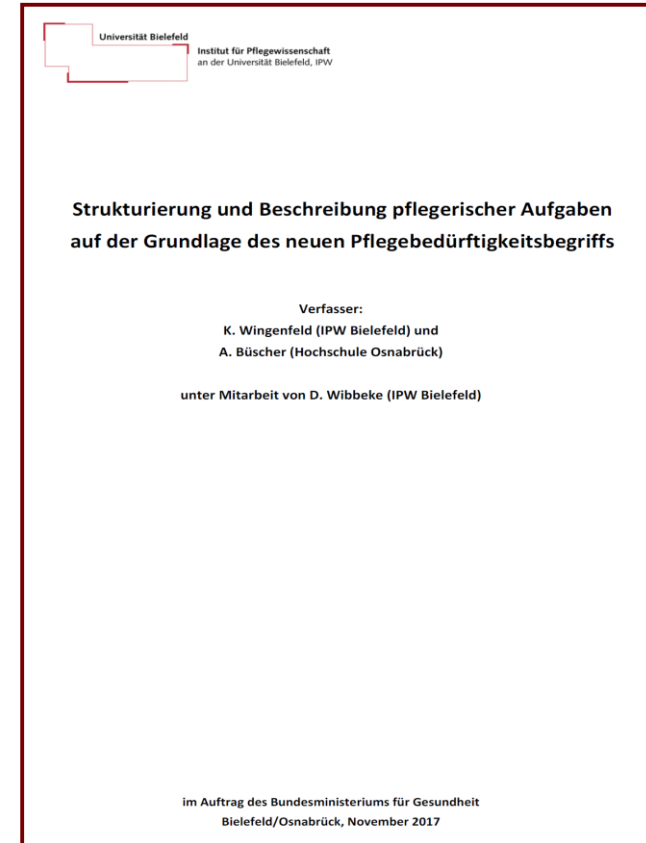 Universität Bielefeld
Institut für Pflegewissenschaft
an der Universität Bielefeld, IPW
Strukturierung und Beschreibung pflegerischer Aufgaben
auf der Grundlage des neuen Pflegebedürftigkeitsbegriffs
Verfasser:
K. Wingenfeld (IPW Bielefeld) und
A. Büscher (Hochschule Osnabrück)
unter Mitarbeit von D. Wibbeke (IPW Bielefeld)
im Auftrag des Bundesministeriums für Gesundheit
Bielefeld/Osnabrück, November 2017